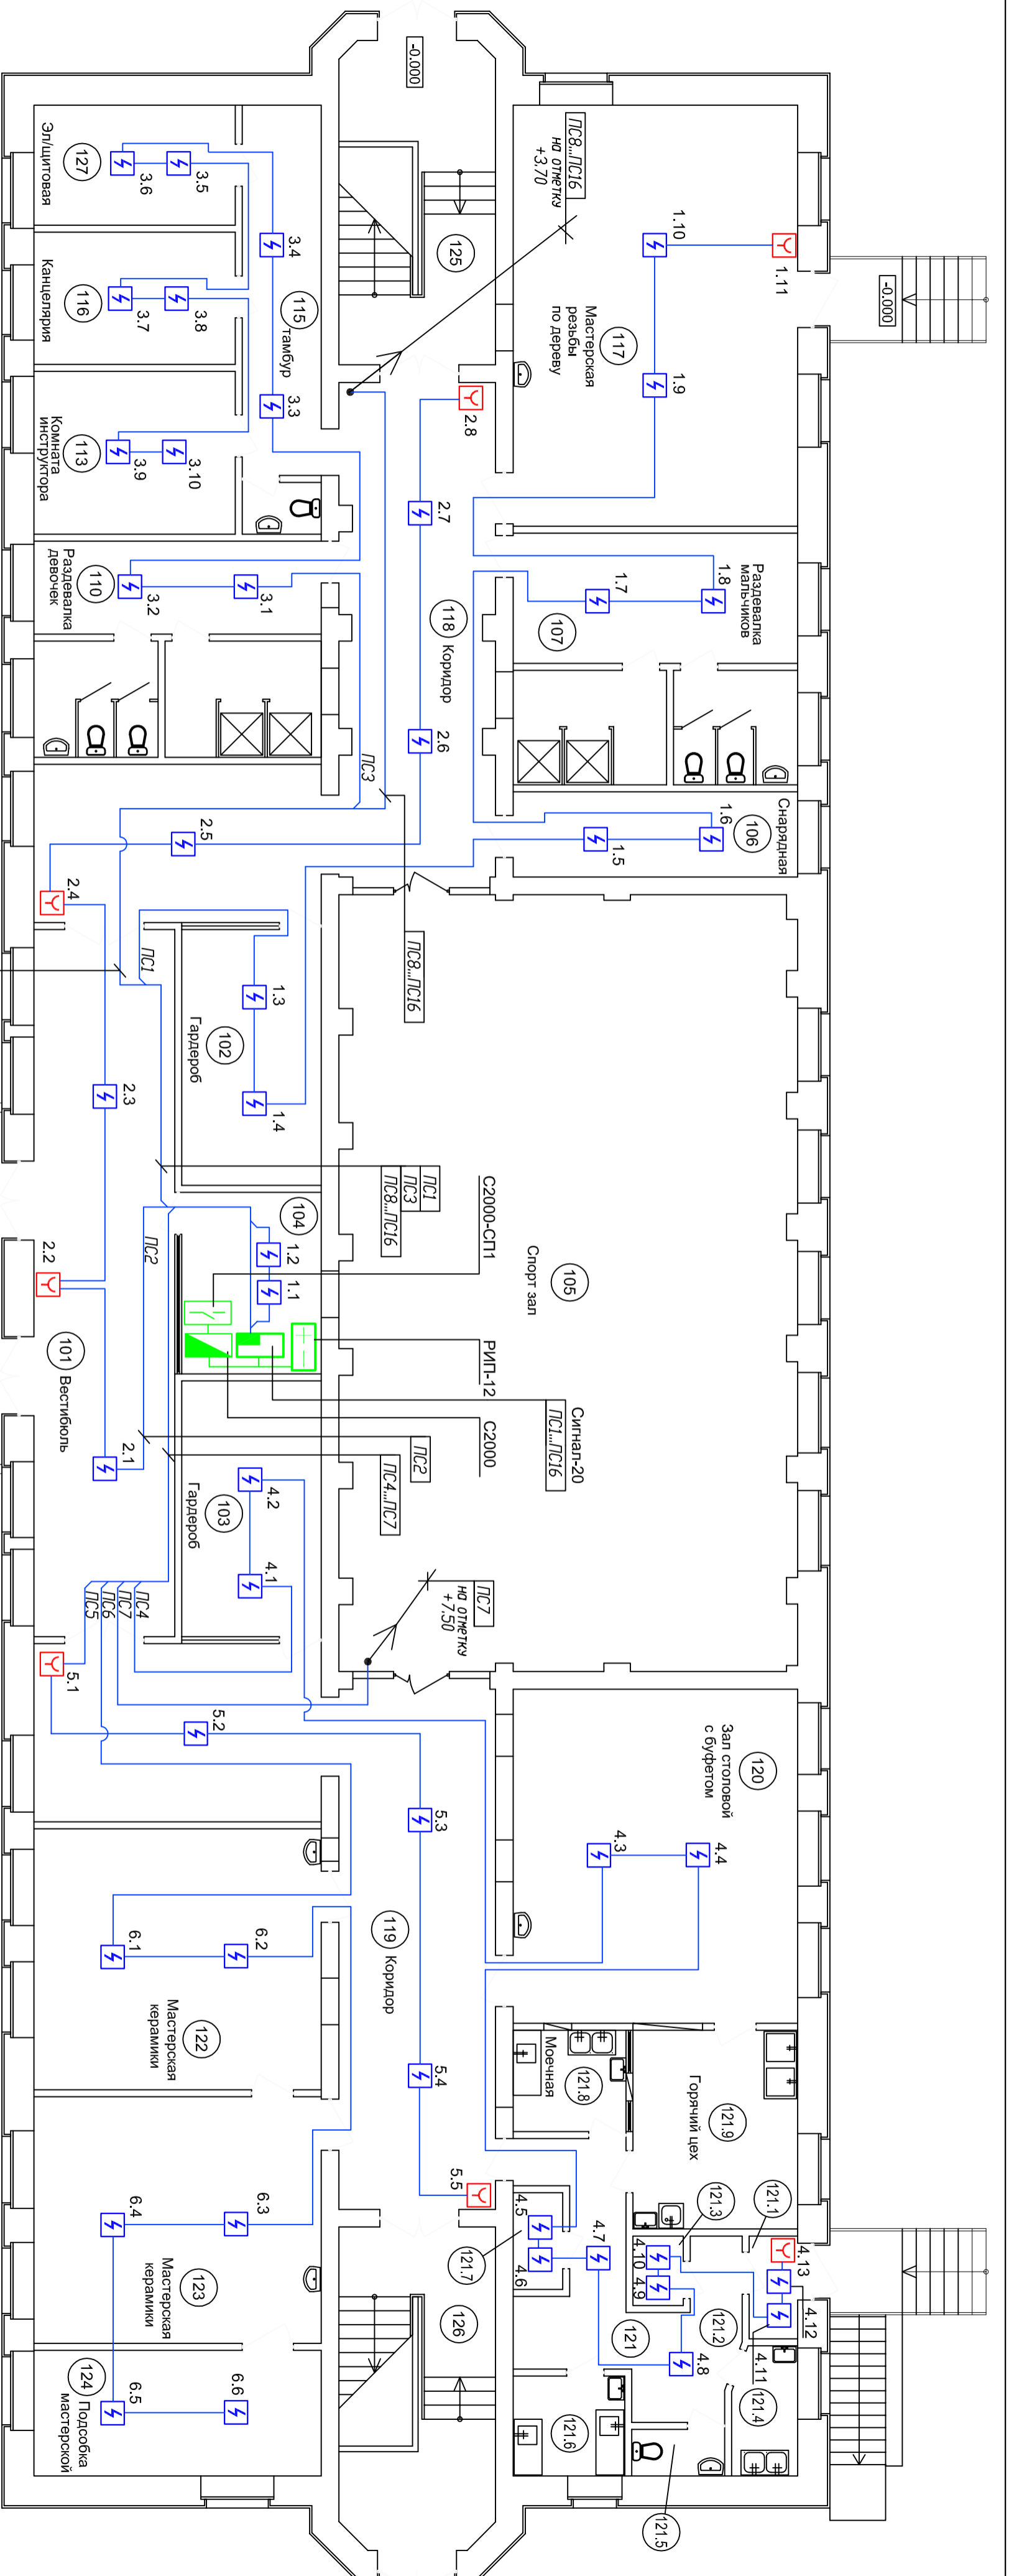 -0.000
-0.000
ПС8...ПС16
на отметку
+3.70
Эл/щитовая
127
3.6
3.5
3.4
115
тамбур
125
1.10
1.11
117
Мастерская
резьбы
по дереву
1.9
Канцелярия
116
3.7
3.8
3.3
2.8
Комната
инструктора
113
3.9
3.10
2.7
Раздевалка
девочек
110
3.2
3.1
118
Коридор
107
1.7
1.8
Раздевалка
мальчиков
ПС3
2.6
2.5
2.4
1.6
1.5
106
Снарядная
ПС8...ПС16
ПС1
1.3
102
Гардероб
1.4
2.3
ПС1
ПС3
ПС8...ПС16
С2000-СП1
104
1.2
1.1
ПС2
2.2
101
Вестибюль
2.1
105
Спорт зал
РИП-12
С2000
Сигнал-20
ПС1...ПС16
ПС2
ПС4...ПС7
4.2
103
Гардероб
4.1
ПС7
на отметку
+7.50
ПС4
ПС7
ПС6
ПС5
5.1
5.2
5.3
120
Зал столовой
с буфетом
4.3
4.4
119
Коридор
6.1
6.2
122
Мастерская
керамики
5.4
Моечная
121.8
121.9
Горячий цех
5.5
4.5
4.6
121.7
4.7
121.3
121.1
4.10
4.9
4.13
4.12
4.11
121.2
121
4.8
121.4
121.6
121.5
6.4
6.3
123
Мастерская
керамики
126
124
Подсобка
мастерской
6.5
6.6